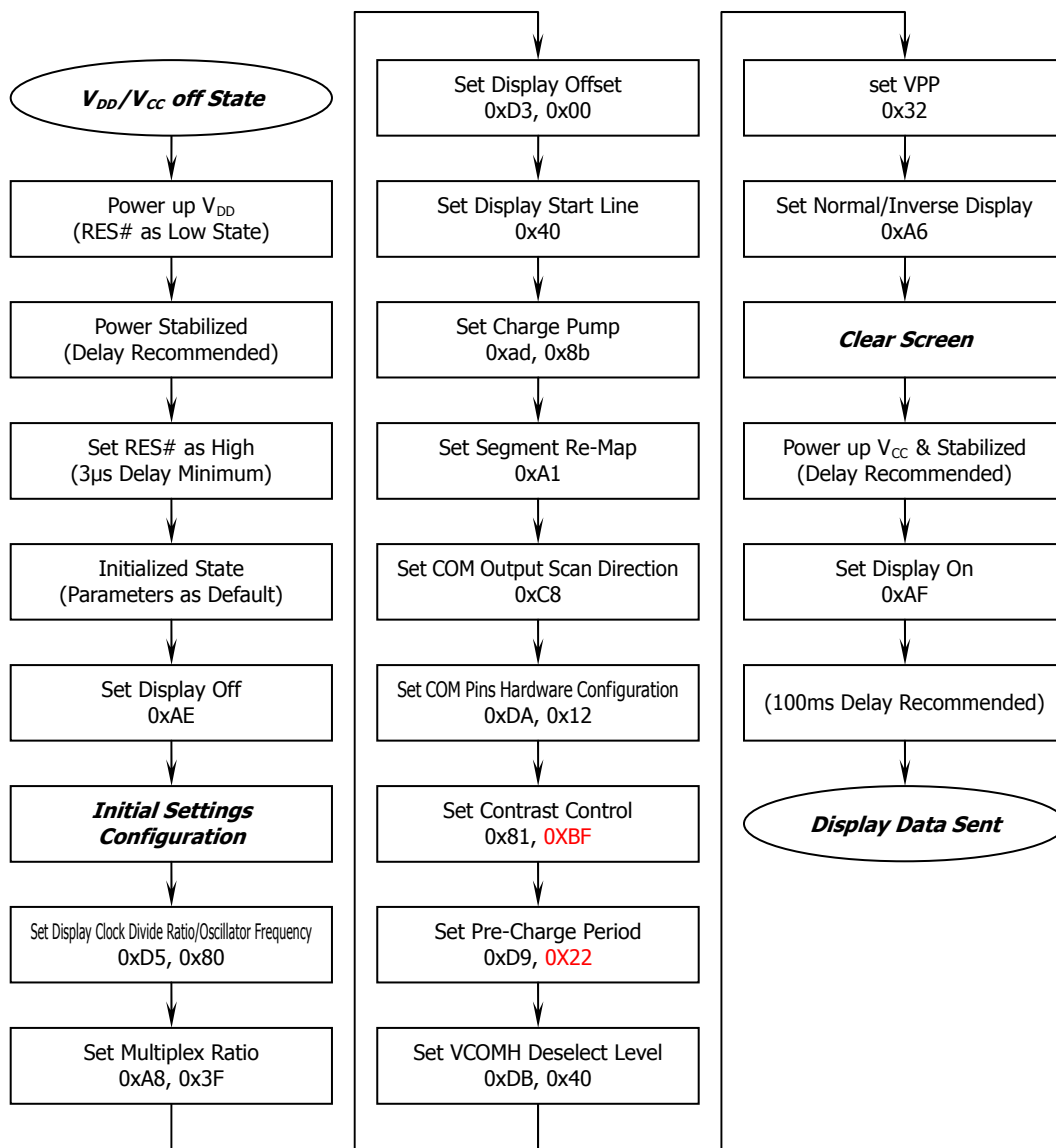 V_DD/V_CC off State
Power up V_DD
(RES# as Low State)
Power Stabilized
(Delay Recommended)
Set RES# as High
(3μs Delay Minimum)
Initialized State
(Parameters as Default)
Set Display Off
0xAE
Initial Settings
Configuration
Set Display Clock Divide Ratio/Oscillator Frequency
0xD5, 0x80
Set Multiplex Ratio
0xA8, 0x3F
Set Display Offset
0xD3, 0x00
Set Display Start Line
0x40
Set Charge Pump
0xad, 0x8b
Set Segment Re-Map
0xA1
Set COM Output Scan Direction
0xC8
Set COM Pins Hardware Configuration
0xDA, 0x12
Set Contrast Control
0x81, 0XBF
Set Pre-Charge Period
0xD9, 0X22
Set VCOMH Deselect Level
0xDB, 0x40
set VPP
0x32
Set Normal/Inverse Display
0xA6
Clear Screen
Power up V_CC & Stabilized
(Delay Recommended)
Set Display On
0xAF
(100ms Delay Recommended)
Display Data Sent